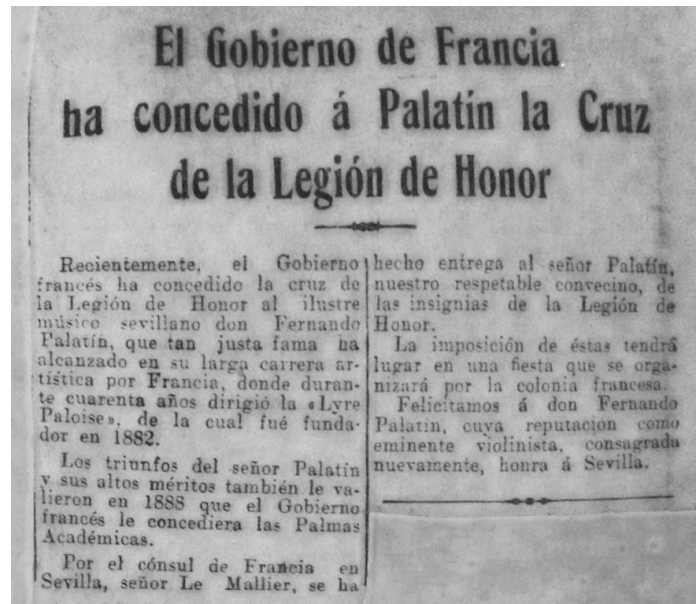 El Gobierno de Francia
ha concedido á Palatín la Cruz
de la Legión de Honor
Recientemente, el Gobierno
francés ha concedido la cruz de
la Legión de Honor al ilustre
músico sevillano don Fernando
Palatín, que tan justa fama ha
alcanzado en su larga carrera ar-
tística por Francia, donde duran-
te cuarenta años dirigió la «Lyre
Paloise», de la cual fué funda-
dor en 1882.
Los triunfos del señor Palatín
y sus altos méritos también le va-
lieron en 1888 que el Gobierno
francés le concediera las Palmas
Académicas.
Por el cónsul de Francia en
Sevilla, señor Le Mallier, se ha
hecho entrega al señor Palatín,
nuestro respetable convecino, de
las insignias de la Legión de
Honor.
La imposición de éstas tendrá
lugar en una fiesta que se orga-
nizará por la colonia francesa.
Felicitamos á don Fernando
Palatín, cuya reputación como
eminente violinista, consagrada
nuevamente, honra á Sevilla.